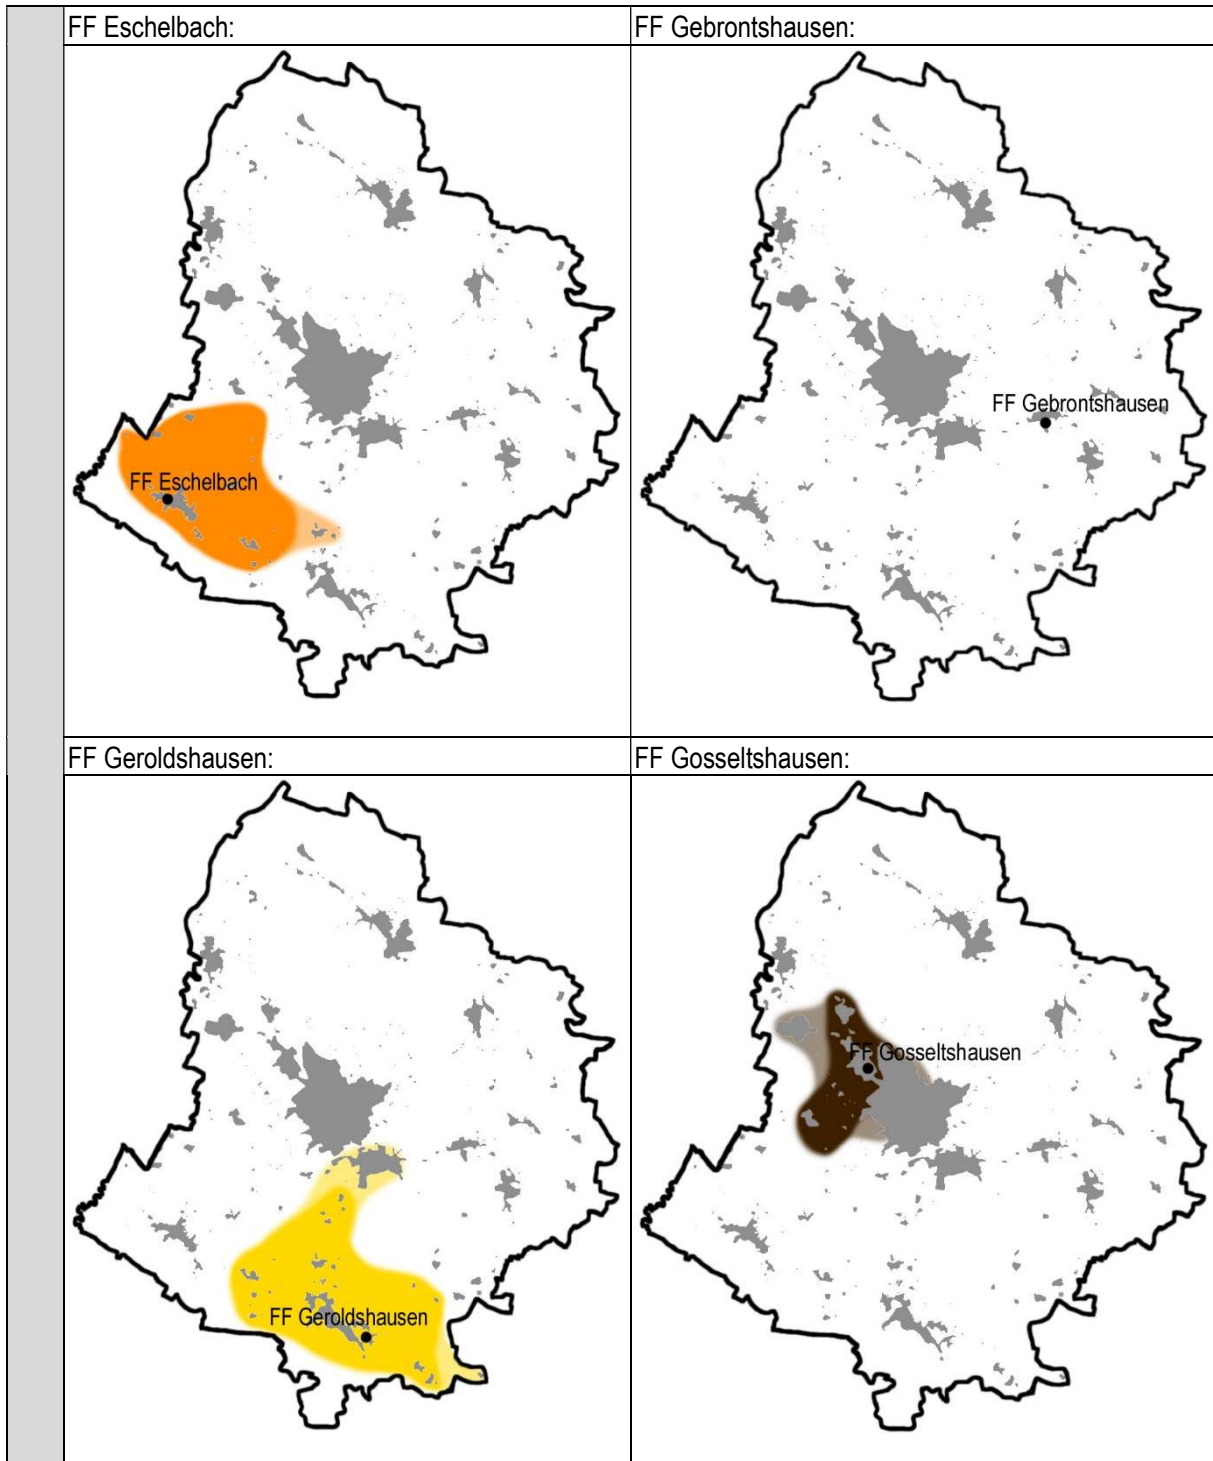 FF Eschelbach:
FF Gebrontshausen:
FF Eschelbach
FF Gebrontshausen
FF Geroldshausen:
FF Gosseltshausen:
FF Geroldshausen
FF Gosseltshausen